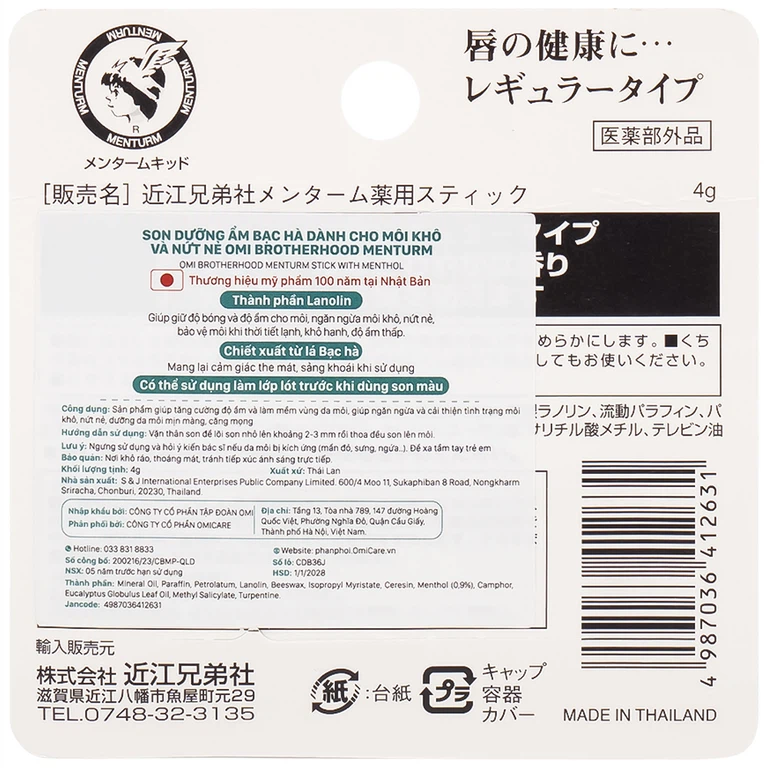 MENTURM
MENTURM
MENTURM
MENTURM
R
メンタームキッド
唇の健康に…
レギュラータイプ
医薬部外品
[販売名] 近江兄弟社メンターム薬用スティック
4g
SON DƯỠNG ẨM BẠC HÀ DÀNH CHO MÔI KHÔ
VÀ NỨT NẺ OMI BROTHERHOOD MENTURM
OMI BROTHERHOOD MENTURM STICK WITH MENTHOL
Thương hiệu mỹ phẩm 100 năm tại Nhật Bản
Thành phần Lanolin
Giúp giữ độ bóng và độ ẩm cho môi, ngăn ngừa môi khô, nứt nẻ,
bảo vệ môi khi thời tiết lạnh, khô hanh, độ ẩm thấp.
Chiết xuất từ lá Bạc hà
Mang lại cảm giác the mát, sảng khoái khi sử dụng
Có thể sử dụng làm lớp lót trước khi dùng son màu
Công dụng: Sản phẩm giúp tăng cường độ ẩm và làm mềm vùng da môi, giúp ngăn ngừa và cải thiện tình trạng môi
khô, nứt nẻ, dưỡng da môi mịn màng, căng mọng
Hướng dẫn sử dụng: Vặn thân son để lõi son nhỏ lên khoảng 2-3 mm rồi thoa đều son lên môi.
Lưu ý: Ngưng sử dụng và hỏi ý kiến bác sĩ nếu da môi bị kích ứng (mẩn đỏ, sưng, ngứa..). Để xa tầm tay trẻ em
Bảo quản: Nơi khô ráo, thoáng mát, tránh tiếp xúc ánh sáng trực tiếp.
Khối lượng tịnh: 4g Xuất xứ: Thái Lan
Nhà sản xuất: S & J International Enterprises Public Company Limited. 600/4 Moo 11, Sukaphiban 8 Road, Nongkharm
Sriracha, Chonburi, 20230, Thailand.
Nhập khẩu bởi: CÔNG TY CỔ PHẦN TẬP ĐOÀN OMI
Phân phối bởi: CÔNG TY CỔ PHẦN OMICARE
Địa chỉ: Tầng 13, Tòa nhà 789, 147 đường Hoàng
Quốc Việt, Phường Nghĩa Đô, Quận Cầu Giấy,
Thành phố Hà Nội, Việt Nam.
Hotline: 033 831 8833 Website: phanphoi.OmiCare.vn
Số công bố: 200216/23/CBMP-QLD Số lô: CDB36J
NSX: 05 năm trước hạn sử dụng HSD: 1/1/2028
Thành phần: Mineral Oil, Paraffin, Petrolatum, Lanolin, Beeswax, Isopropyl Myristate, Ceresin, Menthol (0,9%), Camphor,
Eucalyptus Globulus Leaf Oil, Methyl Salicylate, Turpentine.
Jancode: 4987036412631
イプ
香り
めらかにします。■くち
してもお使いください。
ラノリン、流動パラフィン、パ
サリチル酸メチル、テレビン油
4 987036 412631
輸入販売元
株式会社 近江兄弟社
滋賀県近江八幡市魚屋町元29
TEL.0748-32-3135
紙 :台紙
プラ
キャップ
容器
カバー
MADE IN THAILAND